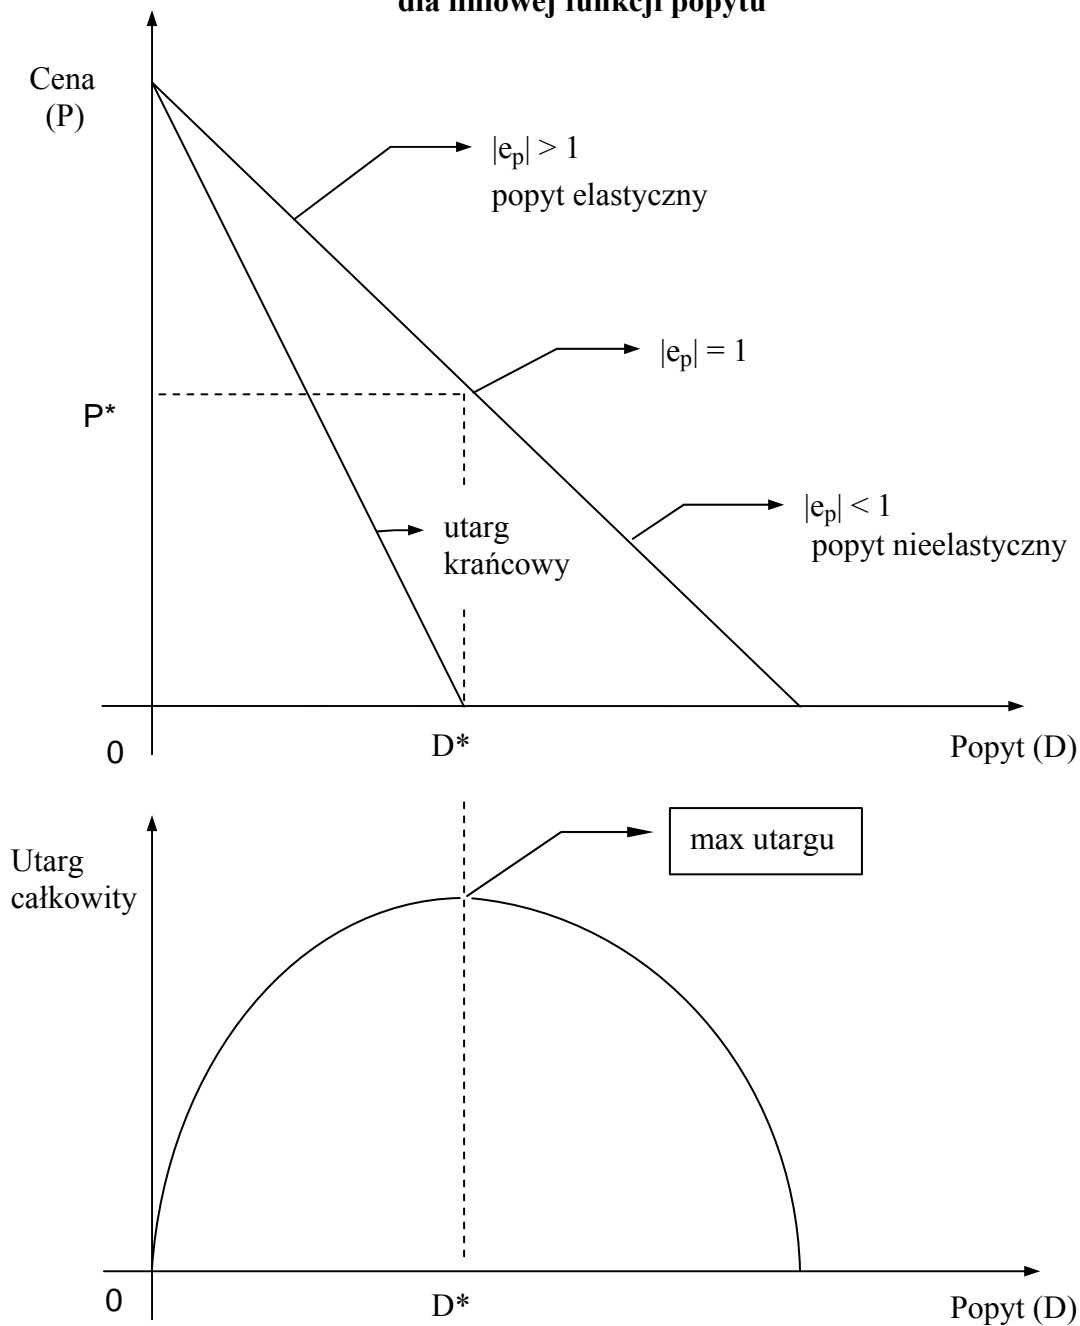 dla liniowej funkcji popytu
Cena
(P)
|eₚ| > 1
popyt elastyczny
|eₚ| = 1
P*
|eₚ| < 1
popyt nieelastyczny
utarg
krańcowy
0
D*
Popyt (D)
max utargu
Utarg
całkowity
0
D*
Popyt (D)